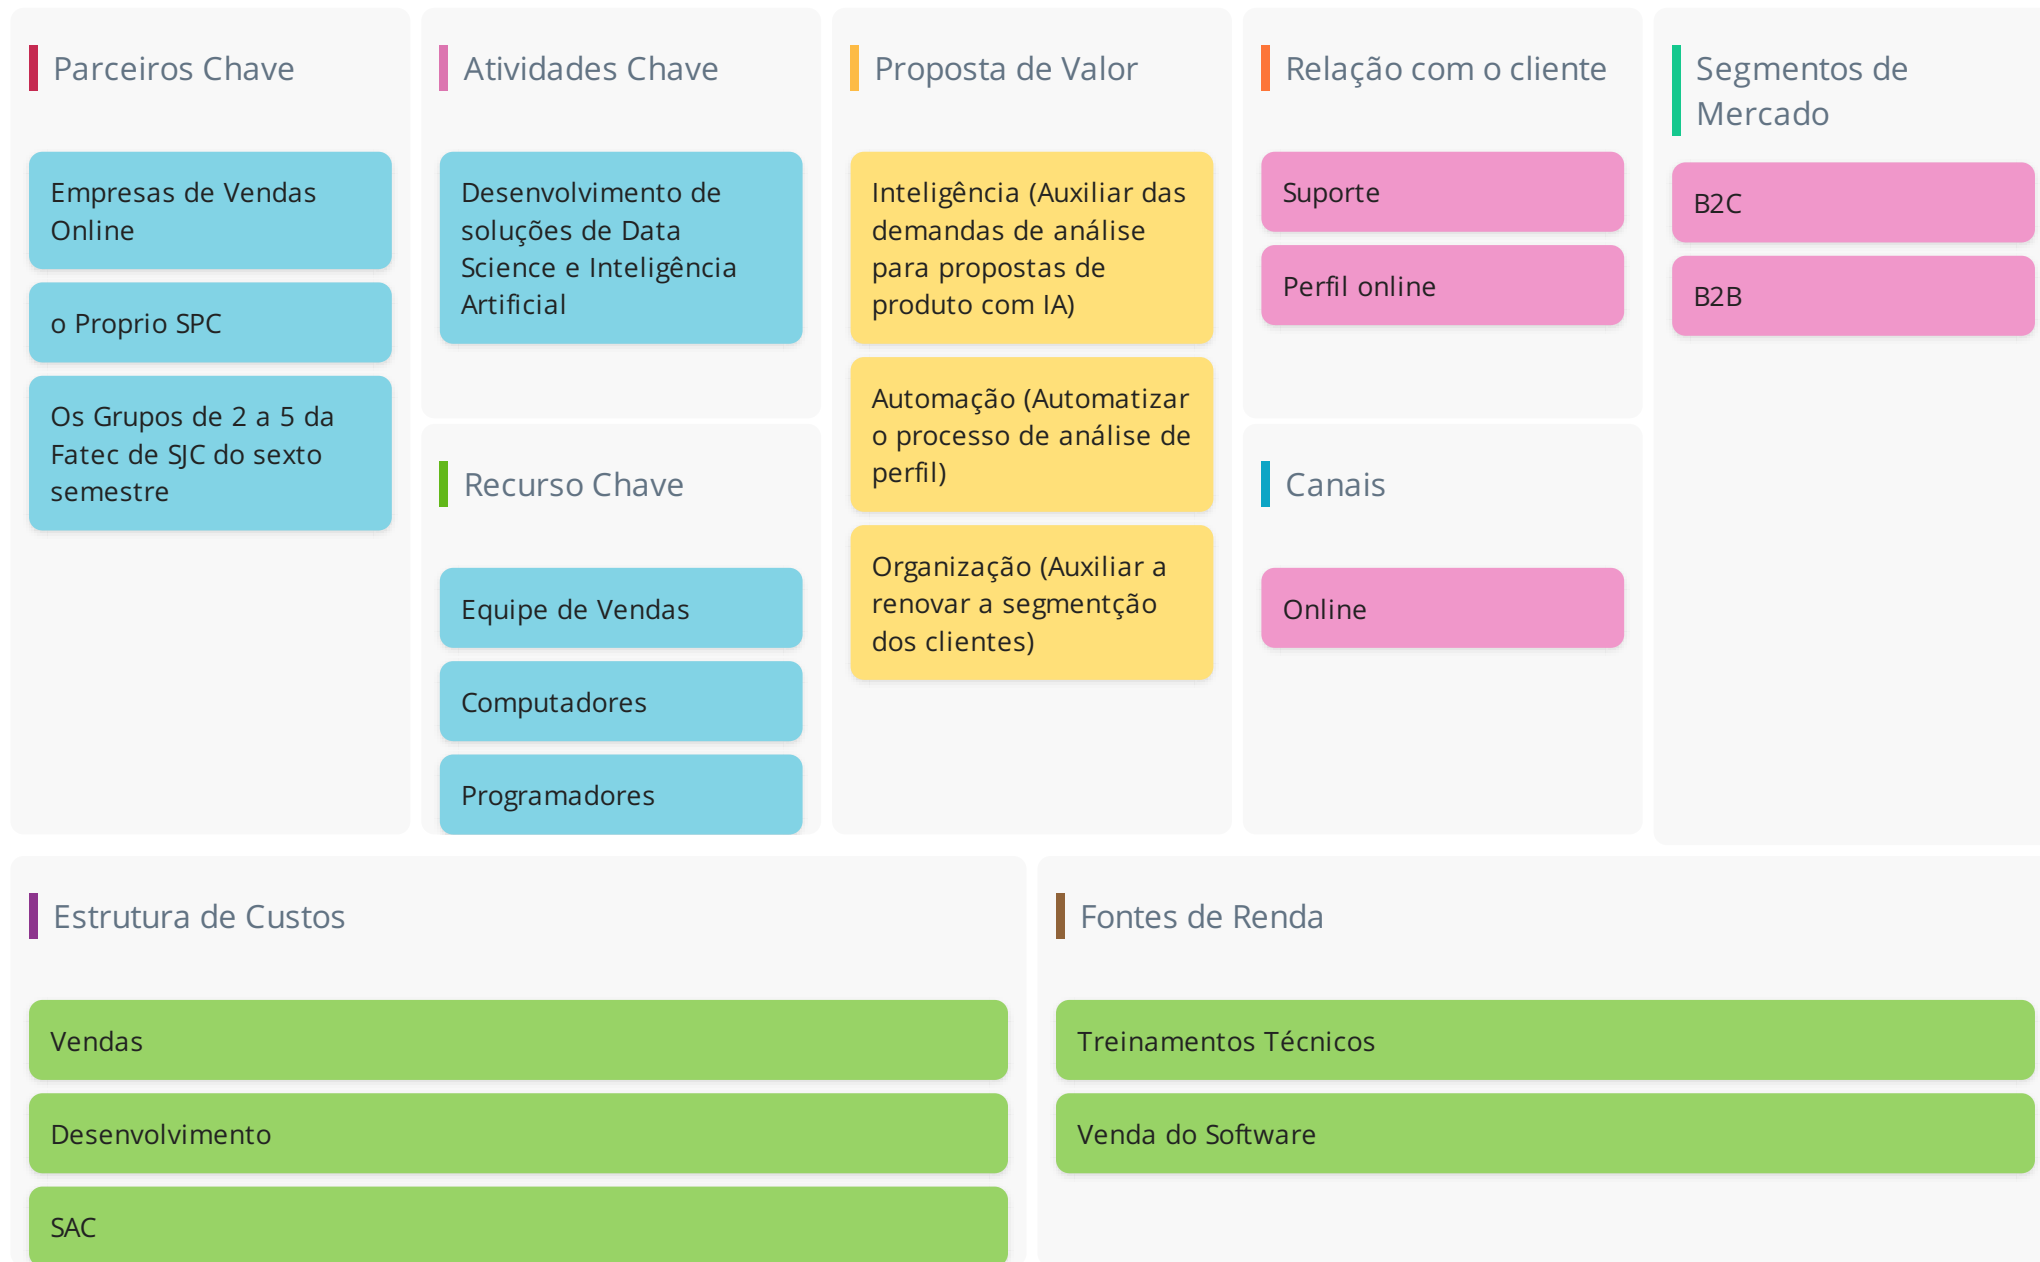 Parceiros Chave
Empresas de Vendas
Online
o Proprio SPC
Os Grupos de 2 a 5 da
Fatec de SJC do sexto
semestre
Atividades Chave
Desenvolvimento de
soluções de Data
Science e Inteligência
Artificial
Recurso Chave
Equipe de Vendas
Computadores
Programadores
Proposta de Valor
Inteligência (Auxiliar das
demandas de análise
para propostas de
produto com IA)
Automação (Automatizar
o processo de análise de
perfil)
Organização (Auxiliar a
renovar a segmentção
dos clientes)
Relação com o cliente
Suporte
Perfil online
Canais
Online
Segmentos de
Mercado
B2C
B2B
Estrutura de Custos
Vendas
Desenvolvimento
SAC
Fontes de Renda
Treinamentos Técnicos
Venda do Software